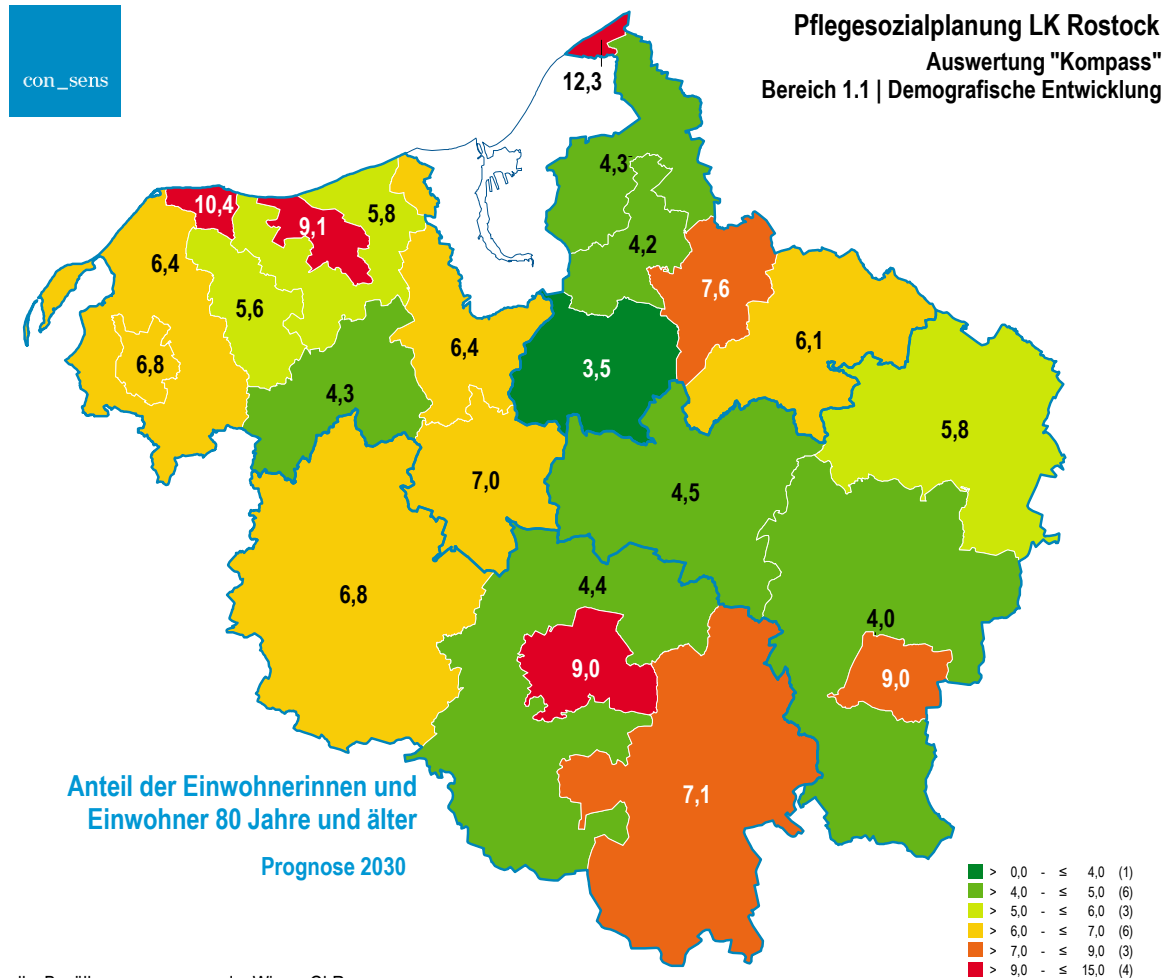 con_sens
Pflegesozialplanung LK Rostock
Auswertung "Kompass"
Bereich 1.1 | Demografische Entwicklung
12,3
4,3
10,4
9,1
5,8
4,2
6,4
7,6
5,6
6,1
6,4
6,8
3,5
4,3
5,8
7,0
4,5
4,4
6,8
4,0
9,0
9,0
7,1
Anteil der Einwohnerinnen und
Einwohner 80 Jahre und älter
Prognose 2030
> 0,0 - ≤ 4,0 (1)
> 4,0 - ≤ 5,0 (6)
> 5,0 - ≤ 6,0 (3)
> 6,0 - ≤ 7,0 (6)
> 7,0 - ≤ 9,0 (3)
> 9,0 - ≤ 15,0 (4)